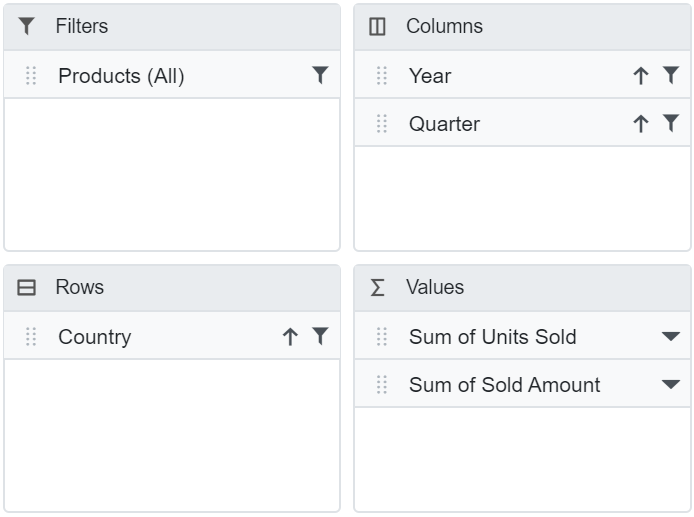 Filters
Products (All)
Columns
Year
Quarter
Rows
Country
Values
Sum of Units Sold
Sum of Sold Amount